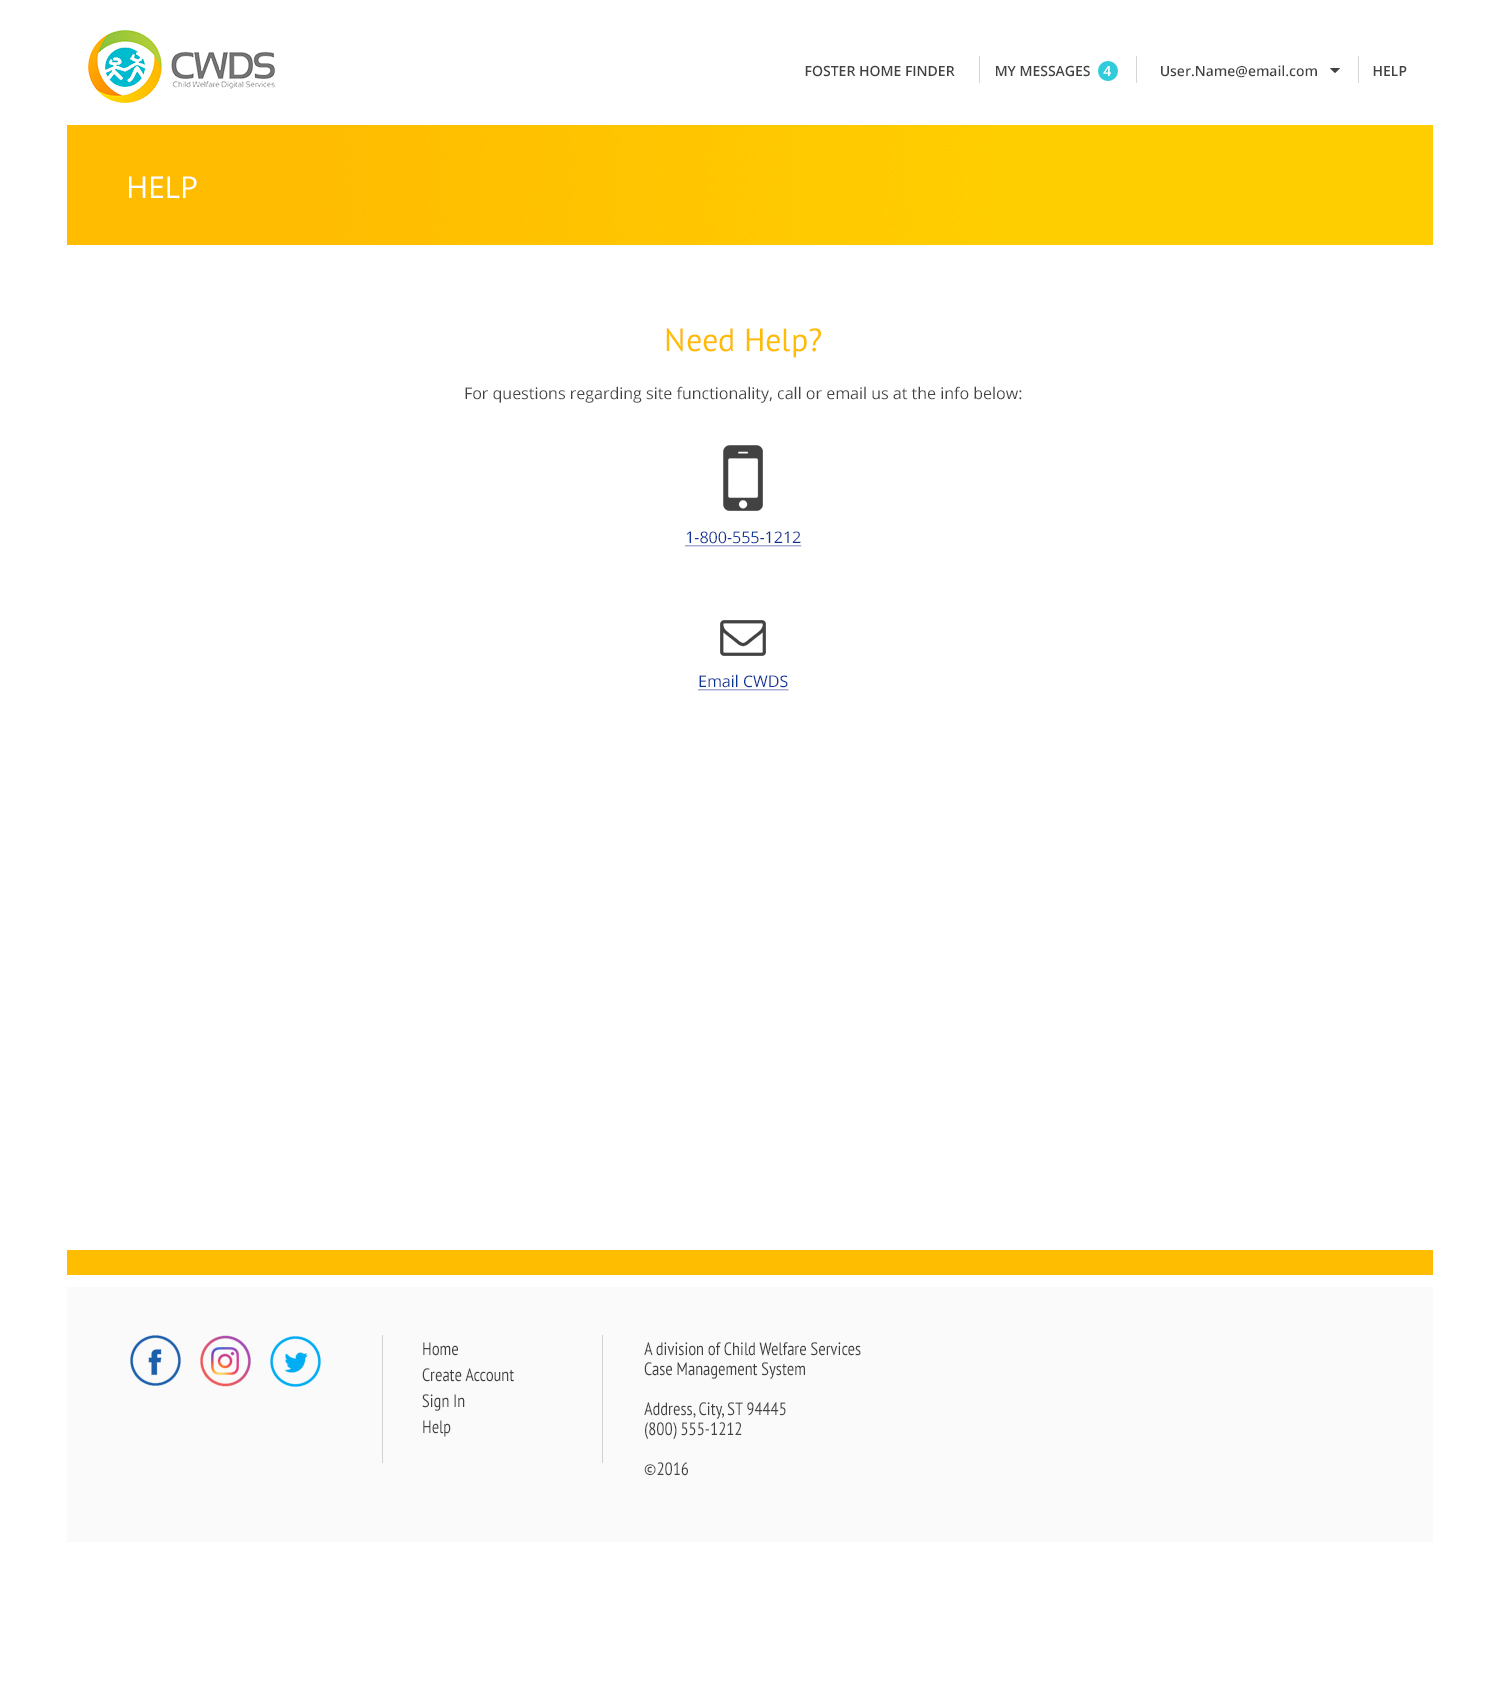 CWDS
Child Welfare Digital Services
FOSTER HOME FINDER
MY MESSAGES 4
User.Name@email.com
HELP
HELP
Need Help?
For questions regarding site functionality, call or email us at the info below:
1-800-555-1212
Email CWDS
Home
Create Account
Sign In
Help
A division of Child Welfare Services
Case Management System
Address, City, ST 94445
(800) 555-1212
©2016